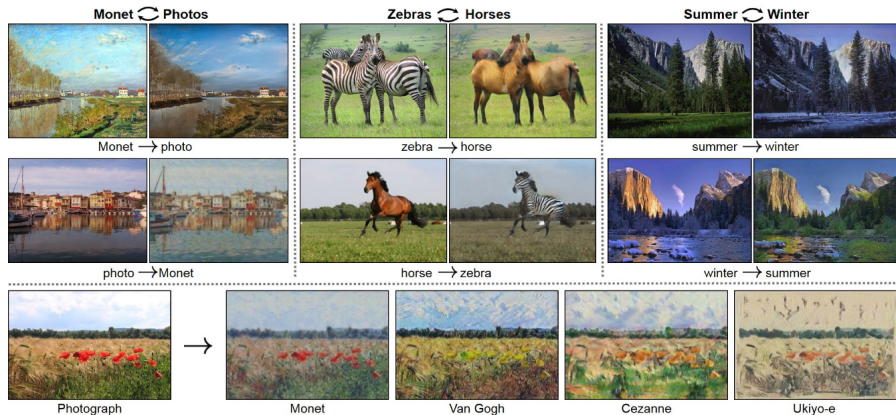 Monet Photos
Zebras Horses
Summer Winter
Monet → photo
zebra → horse
summer → winter
photo → Monet
horse → zebra
winter → summer
Photograph
Monet
Van Gogh
Cezanne
Ukiyo-e